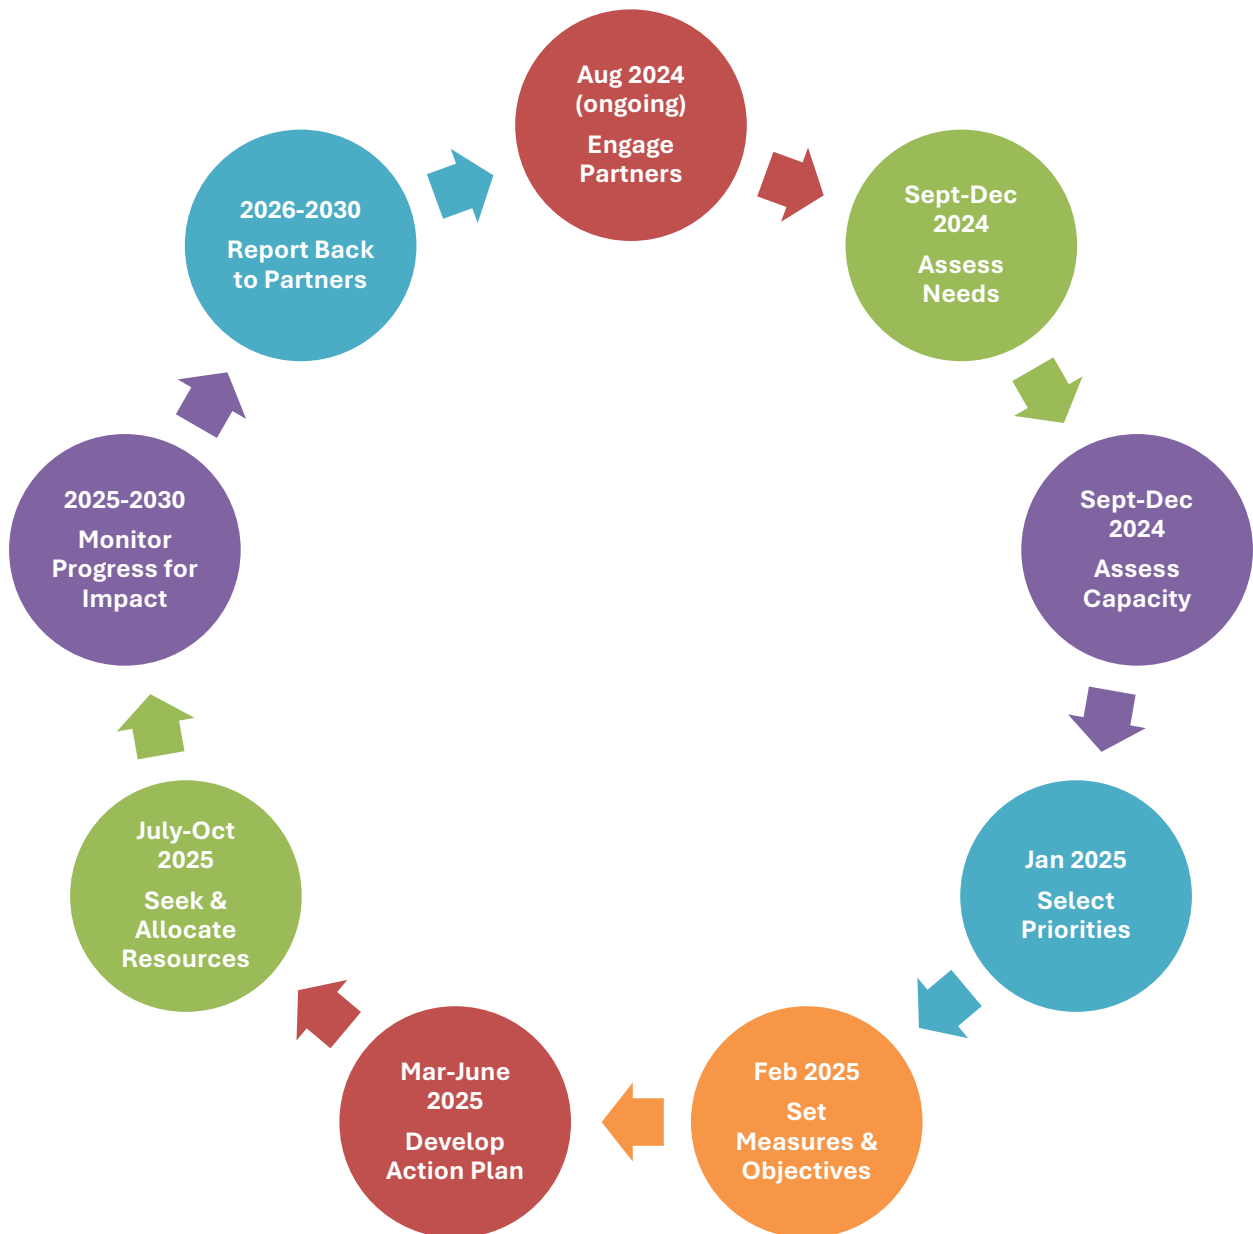 Aug 2024
(ongoing)
Engage
Partners
Sept-Dec
2024
Assess
Needs
Sept-Dec
2024
Assess
Capacity
Jan 2025
Select
Priorities
Feb 2025
Set
Measures &
Objectives
Mar-June
2025
Develop
Action Plan
July-Oct
2025
Seek &
Allocate
Resources
2025-2030
Monitor
Progress for
Impact
2026-2030
Report Back
to Partners